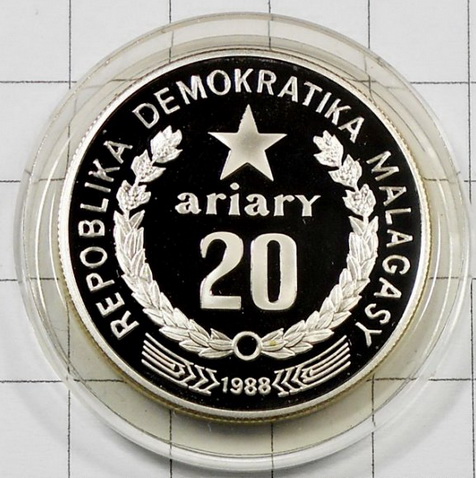 REPOBLIKA DEMOKRATIKA MALAGASY
ariary
20
1988